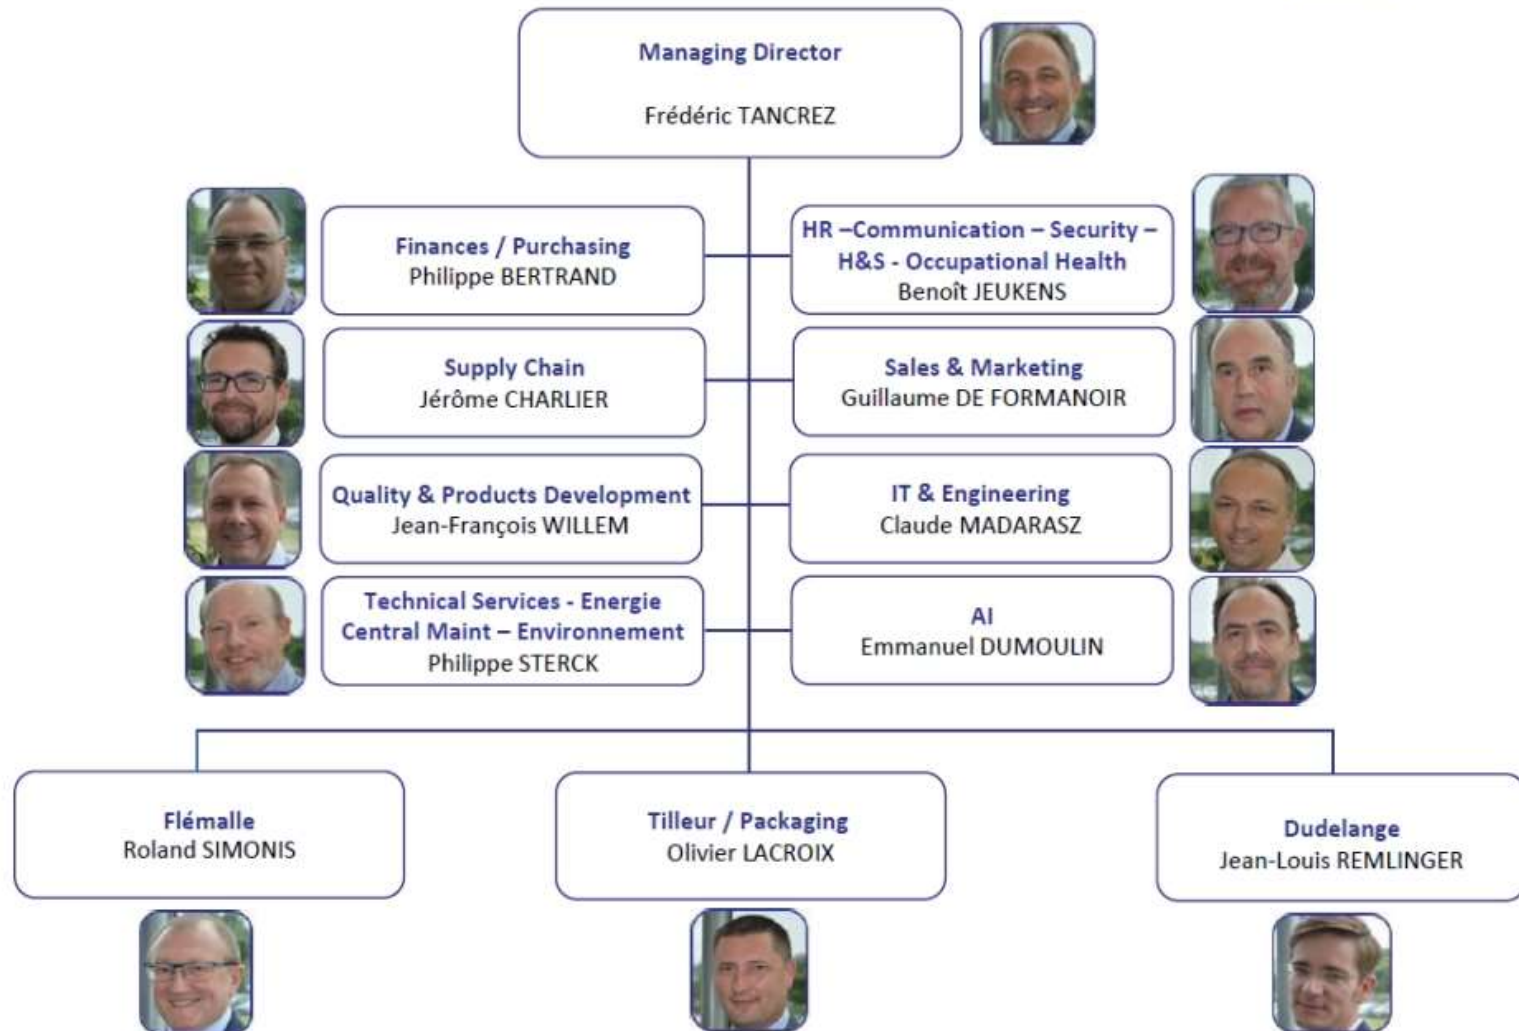 Managing Director
Frédéric TANCREZ
Finances / Purchasing
Philippe BERTRAND
HR –Communication – Security –
H&S - Occupational Health
Benoît JEUKENS
Supply Chain
Jérôme CHARLIER
Sales & Marketing
Guillaume DE FORMANOIR
Quality & Products Development
Jean-François WILLEM
IT & Engineering
Claude MADARASZ
Technical Services - Energie
Central Maint – Environnement
Philippe STERCK
AI
Emmanuel DUMOULIN
Flémalle
Roland SIMONIS
Tilleur / Packaging
Olivier LACROIX
Dudelange
Jean-Louis REMLINGER